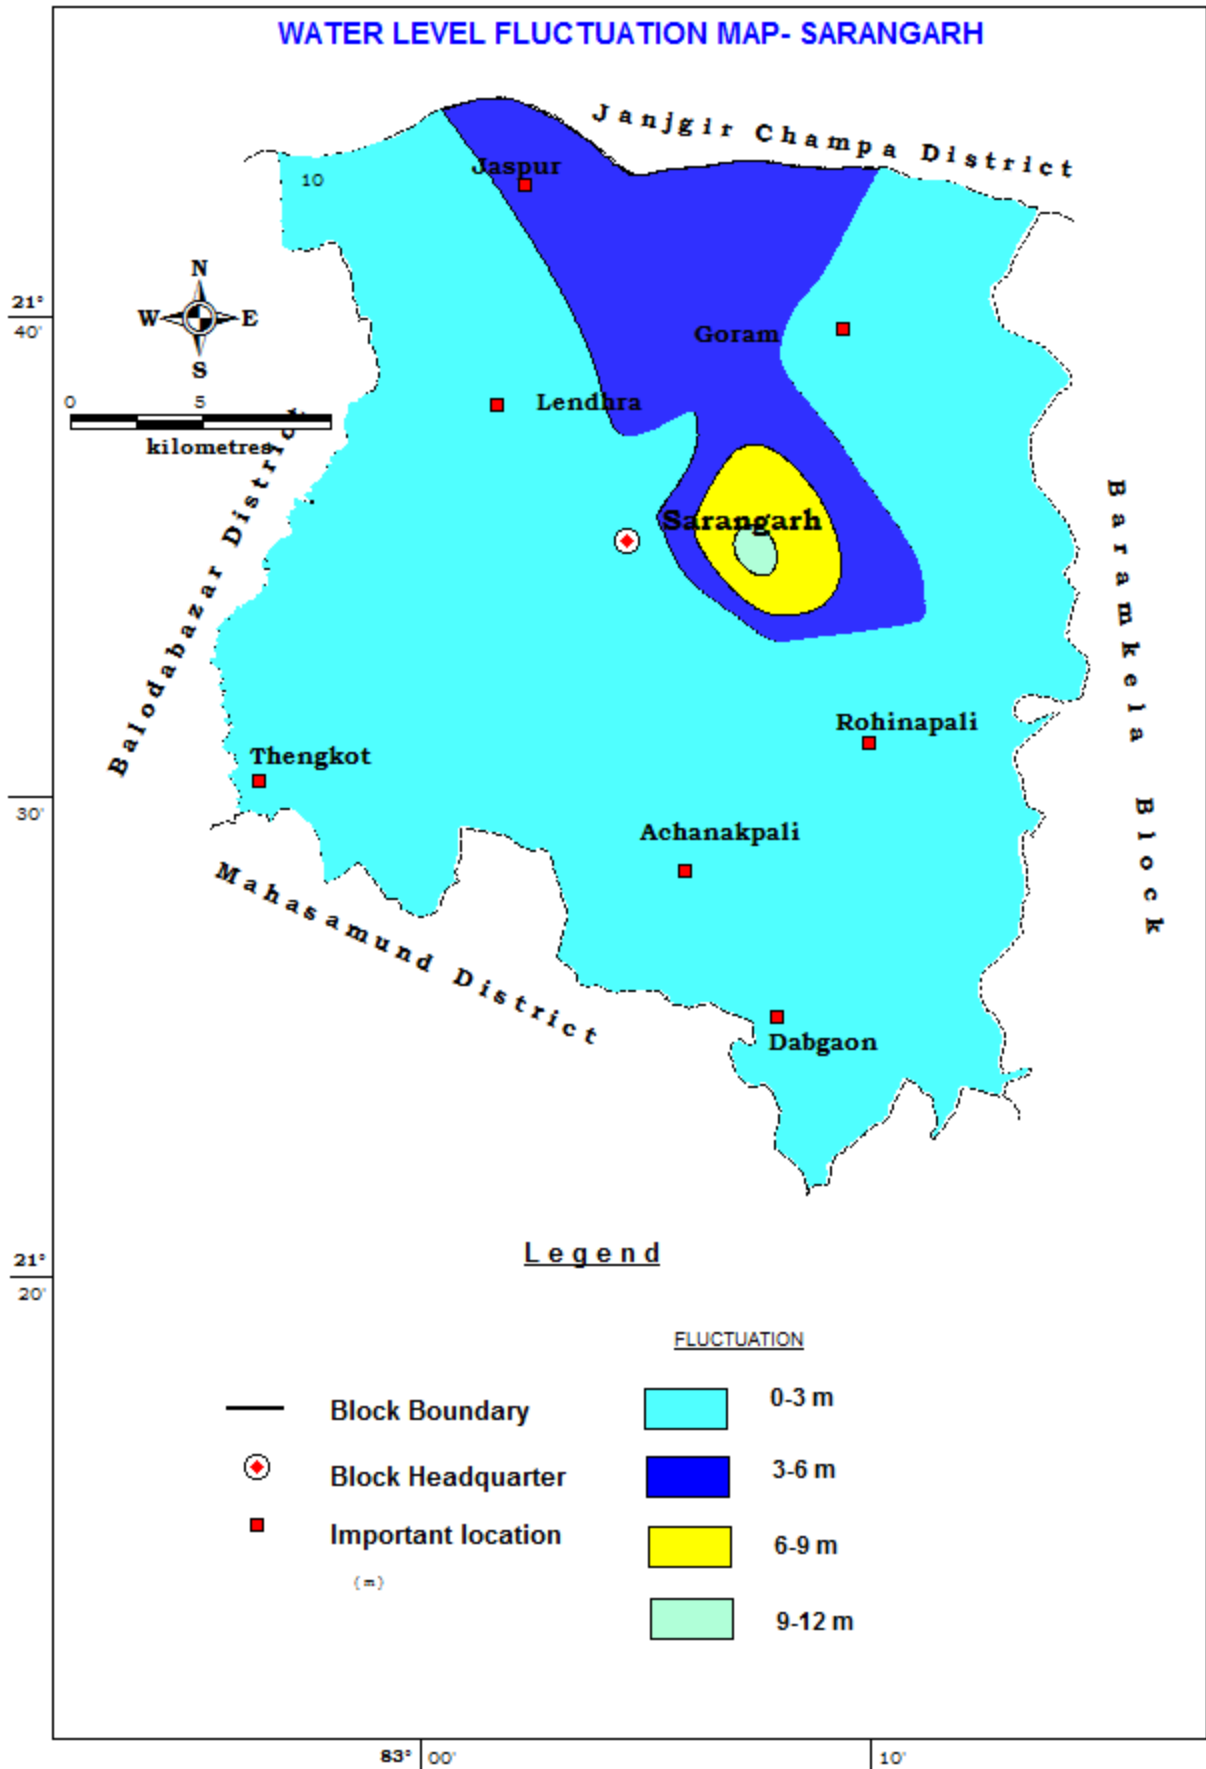 WATER LEVEL FLUCTUATION MAP- SARANGARH
Janjgir Champa District
Jaspur
10
N
W E
S
21°
40'
Goram
0 5
kilometres
Lendhra
Balodabazar District
Sarangarh
Baramkela Block
Rohinapali
Thengkot
30'
Achanakpali
Mahasamund District
Dabgaon
Legend
21°
20'
FLUCTUATION
0-3 m
Block Boundary
3-6 m
Block Headquarter
Important location
6-9 m
(m)
9-12 m
83° 00' 10'